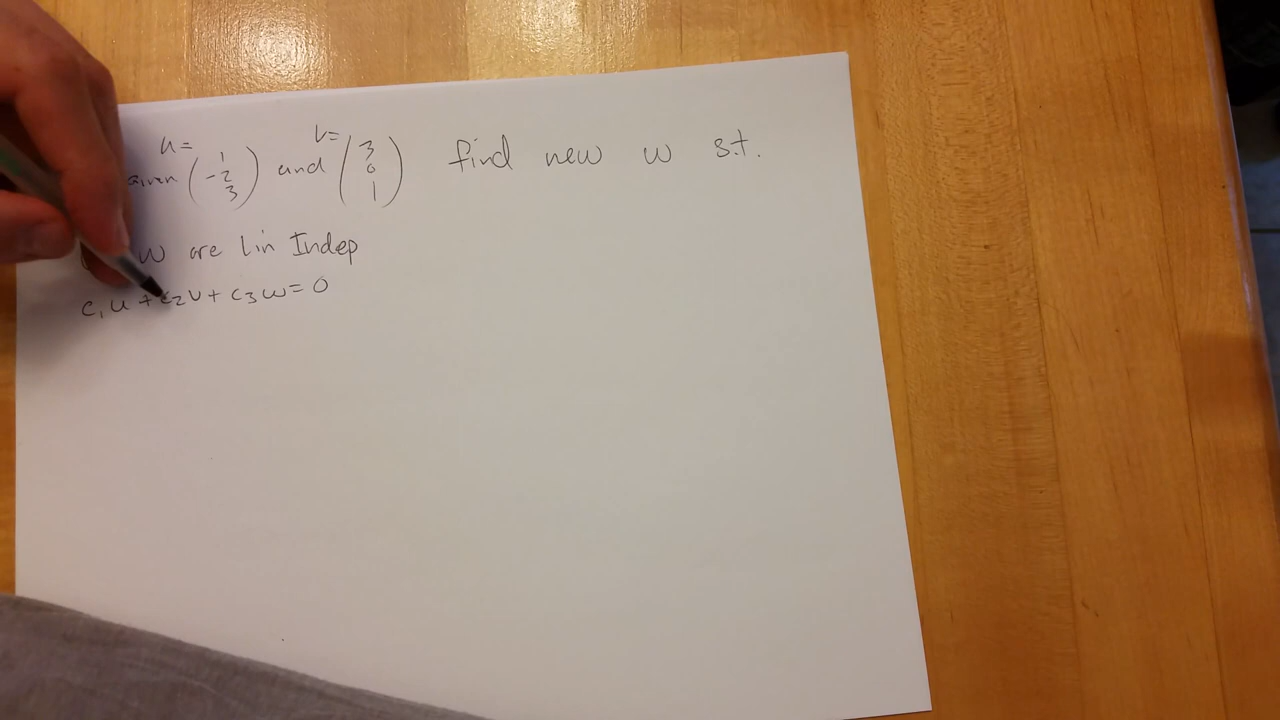 u= v=
given ( 1 -2 3 ) and ( 3 0 1 ) find new w s.t.
w are lin Indep
c₁u + c₂v + c₃w = 0